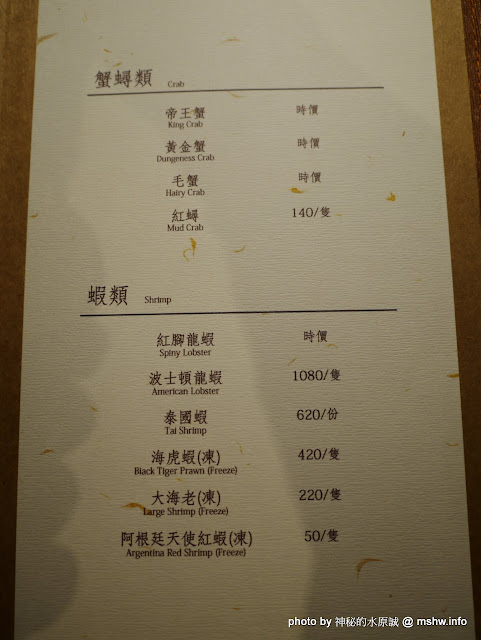 蟹蟳類 Crab
帝王蟹 時價
King Crab
黃金蟹 時價
Dungeness Crab
毛蟹 時價
Hairy Crab
紅蟳 140/隻
Mud Crab
蝦類 Shrimp
紅腳龍蝦 時價
Spiny Lobster
波士頓龍蝦 1080/隻
American Lobster
泰國蝦 620/份
Tai Shrimp
海虎蝦(凍) 420/隻
Black Tiger Prawn (Freeze)
大海老(凍) 220/隻
Large Shrimp (Freeze)
阿根廷天使紅蝦(凍) 50/隻
Argentina Red Shrimp (Freeze)
photo by 神秘的水原誠 @ mshw.info